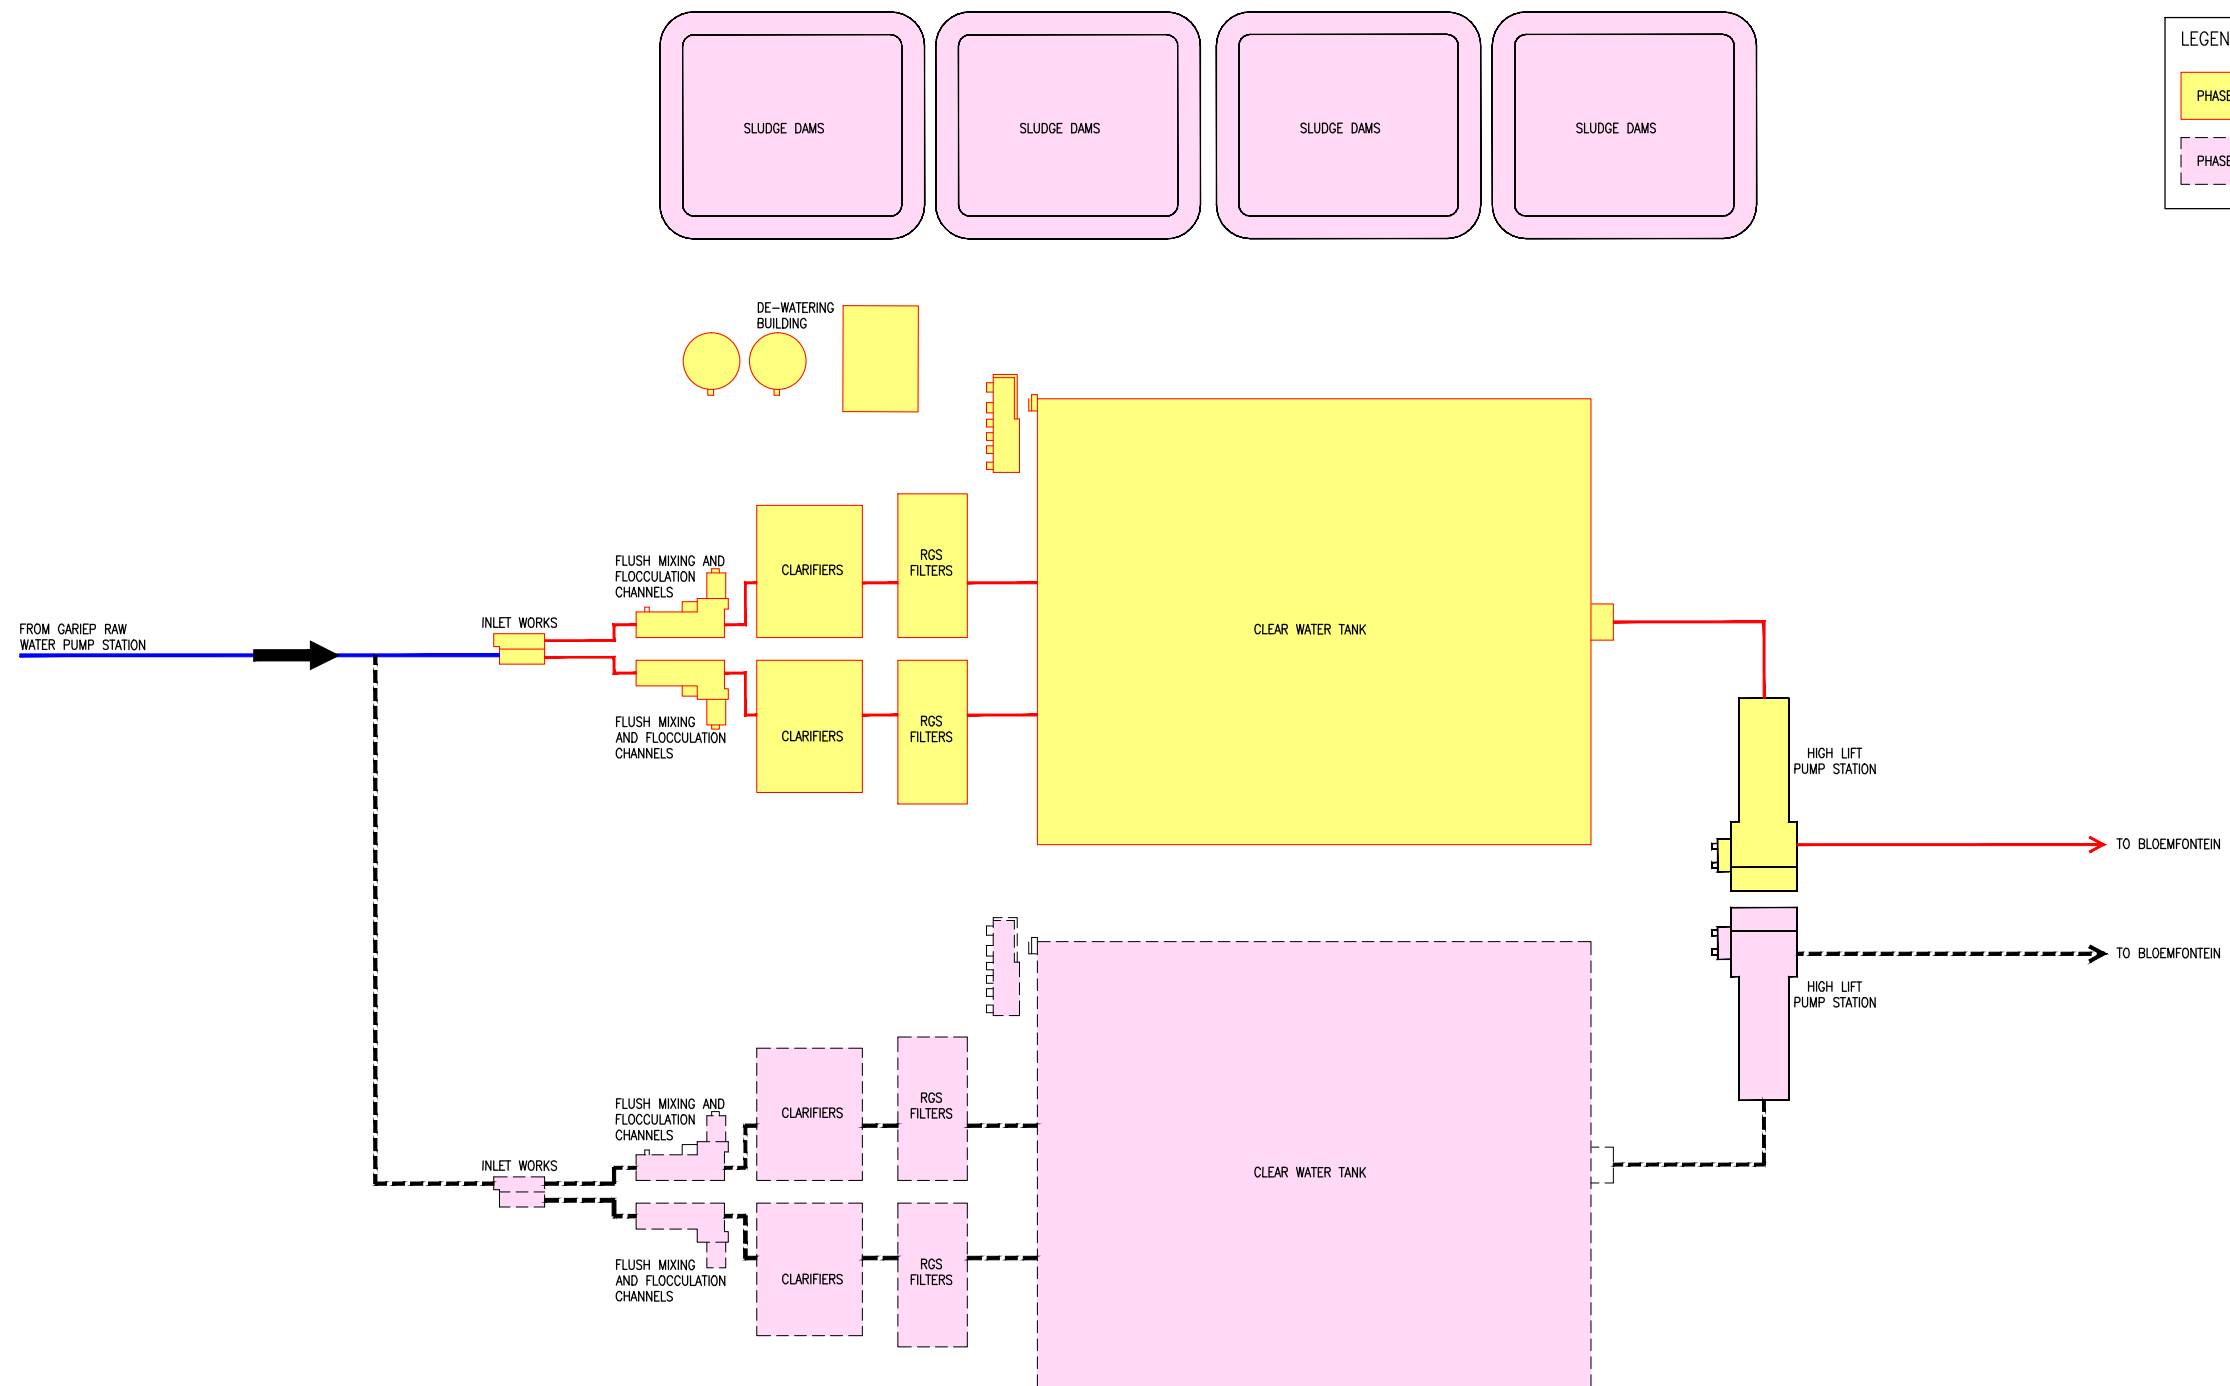 SLUDGE DAMS
SLUDGE DAMS
SLUDGE DAMS
SLUDGE DAMS
LEGEN
PHASE
PHASE
DE-WATERING
BUILDING
FLUSH MIXING AND
FLOCCULATION
CHANNELS
CLARIFIERS
RGS
FILTERS
CLEAR WATER TANK
INLET WORKS
FROM GARIEP RAW
WATER PUMP STATION
FLUSH MIXING
AND FLOCCULATION
CHANNELS
CLARIFIERS
RGS
FILTERS
HIGH LIFT
PUMP STATION
TO BLOEMFONTEIN
TO BLOEMFONTEIN
HIGH LIFT
PUMP STATION
FLUSH MIXING AND
FLOCCULATION
CHANNELS
CLARIFIERS
RGS
FILTERS
CLEAR WATER TANK
INLET WORKS
FLUSH MIXING
AND FLOCCULATION
CHANNELS
CLARIFIERS
RGS
FILTERS